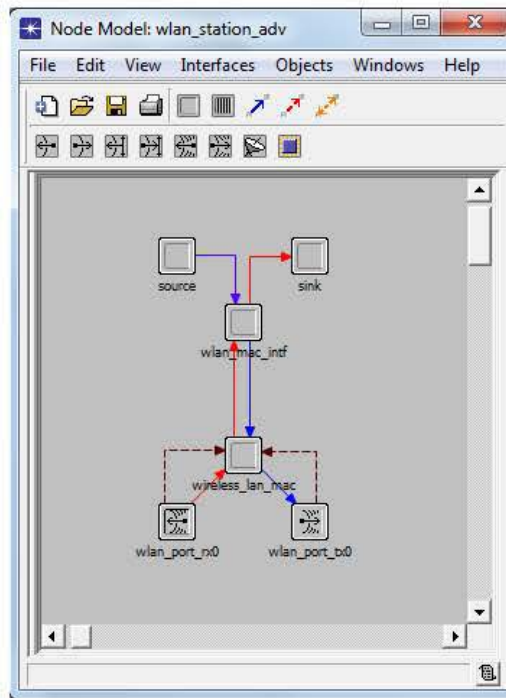 Node Model: wlan_station_adv
File Edit View Interfaces Objects Windows Help
source sink
wlan_mac_intf
wireless_lan_mac
wlan_port_rx0 wlan_port_tx0